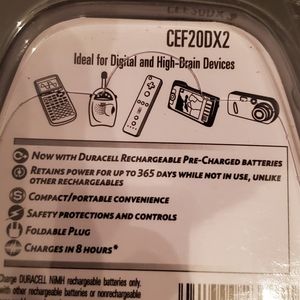 CEF20DX2
Ideal for Digital and High-Drain Devices
Now with Duracell Rechargeable Pre-Charged batteries
Retains power for up to 365 days while not in use, unlike
other rechargeables
Compact/portable convenience
Safety protections and controls
Foldable Plug
Charges in 8 hours*
Charge DURACELL NiMH rechargeable batteries only.
with other rechargeable batteries or nonrechargeable